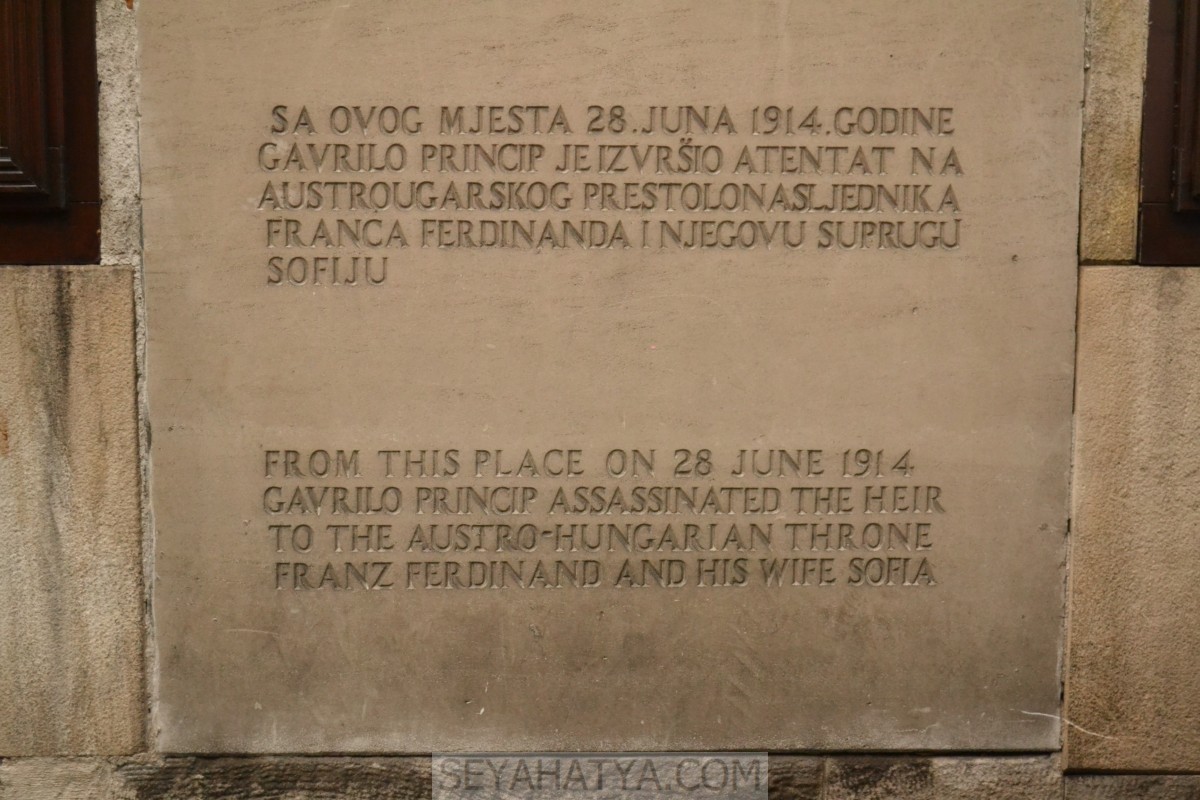 SA OVOG MJESTA 28. JUNA 1914. GODINE
GAVRILO PRINCIP JE IZVRŠIO ATENTAT NA
AUSTROUGARSKOG PRESTOLONASLJEDNIKA
FRANCA FERDINANDA I NJEGOVU SUPRUGU
SOFIJU
FROM THIS PLACE ON 28 JUNE 1914
GAVRILO PRINCIP ASSASSINATED THE HEIR
TO THE AUSTRO-HUNGARIAN THRONE
FRANZ FERDINAND AND HIS WIFE SOFIA
SEYAHATYA.COM